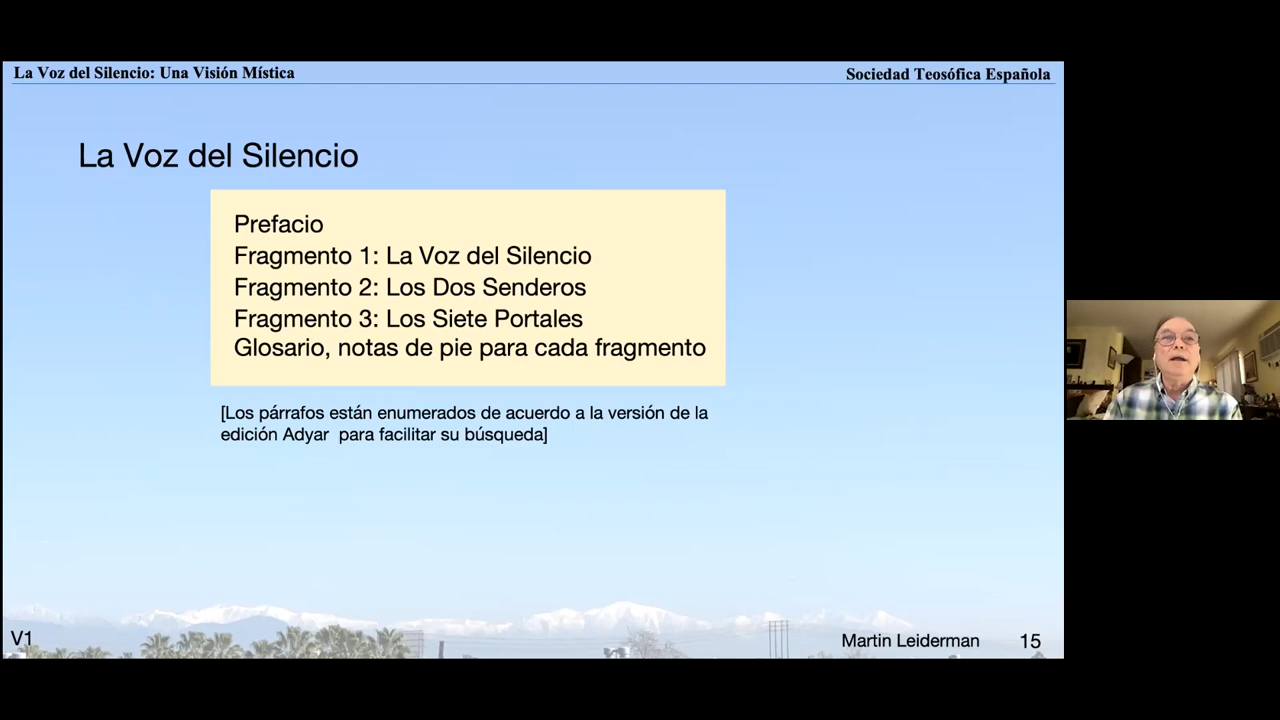 La Voz del Silencio: Una Visión Mística
Sociedad Teosófica Española
La Voz del Silencio
Prefacio
Fragmento 1: La Voz del Silencio
Fragmento 2: Los Dos Senderos
Fragmento 3: Los Siete Portales
Glosario, notas de pie para cada fragmento
[Los párrafos están enumerados de acuerdo a la versión de la
edición Adyar  para facilitar su búsqueda]
V1
Martin Leiderman
15